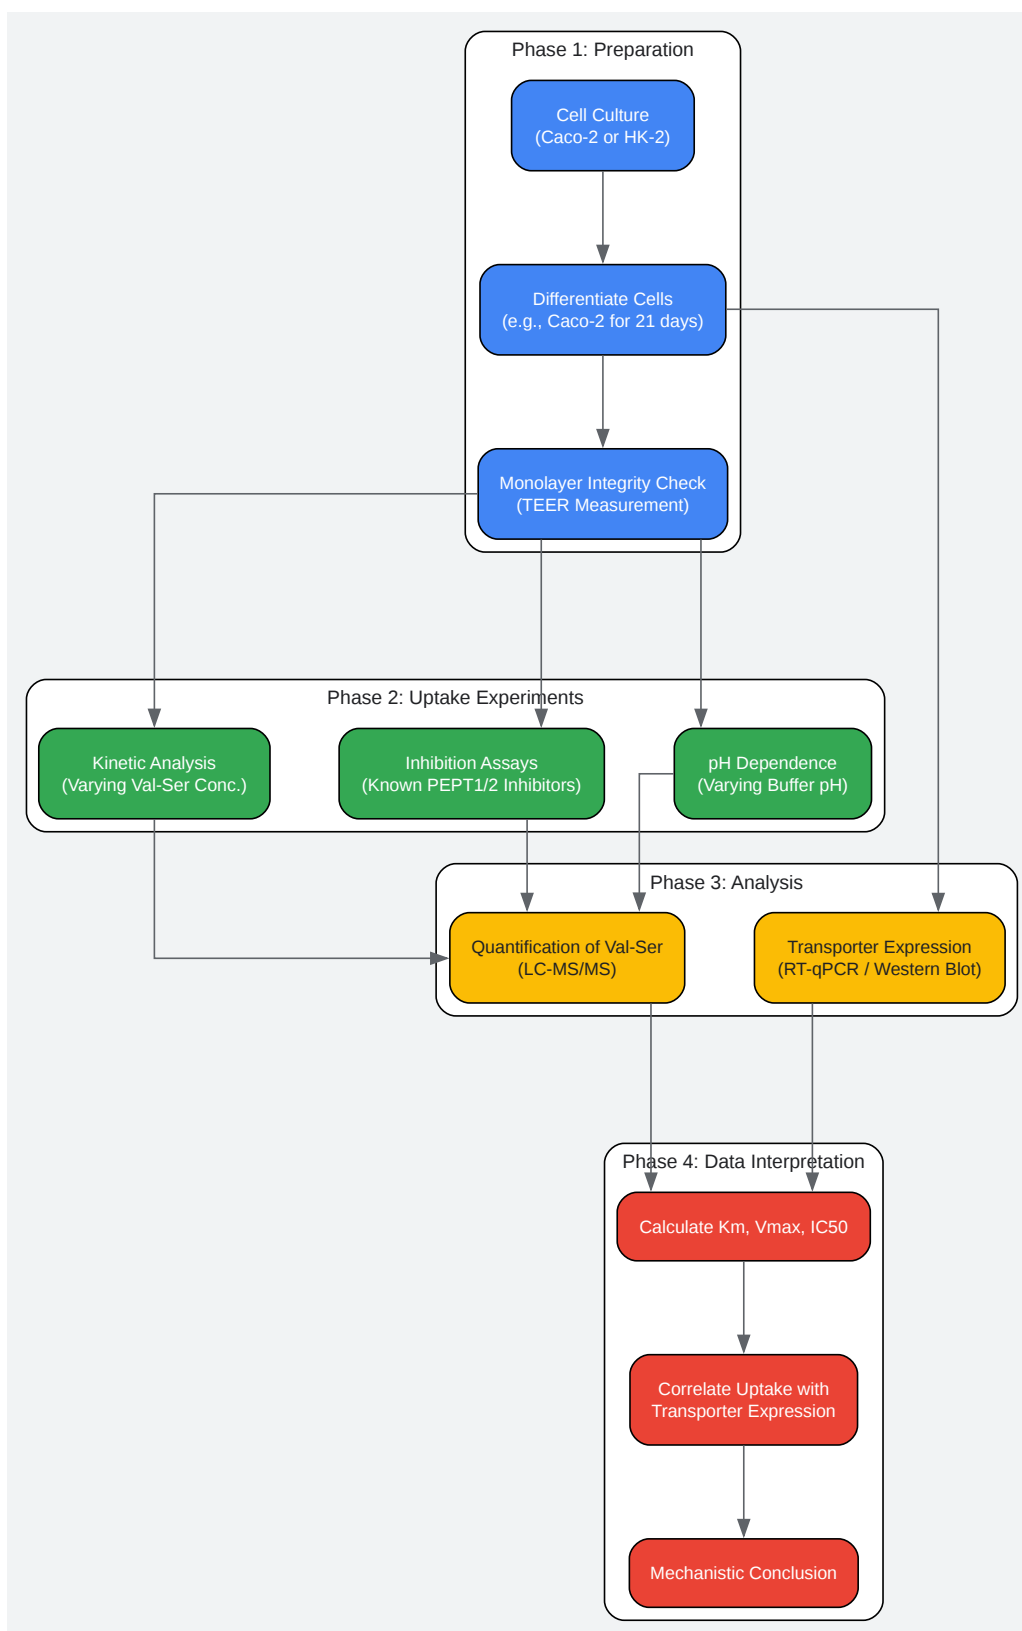 Phase 1: Preparation
Cell Culture
(Caco-2 or HK-2)
Differentiate Cells
(e.g., Caco-2 for 21 days)
Monolayer Integrity Check
(TEER Measurement)
Phase 2: Uptake Experiments
Kinetic Analysis
(Varying Val-Ser Conc.)
Inhibition Assays
(Known PEPT1/2 Inhibitors)
pH Dependence
(Varying Buffer pH)
Phase 3: Analysis
Quantification of Val-Ser
(LC-MS/MS)
Transporter Expression
(RT-qPCR / Western Blot)
Phase 4: Data Interpretation
Calculate Km, Vmax, IC50
Correlate Uptake with
Transporter Expression
Mechanistic Conclusion